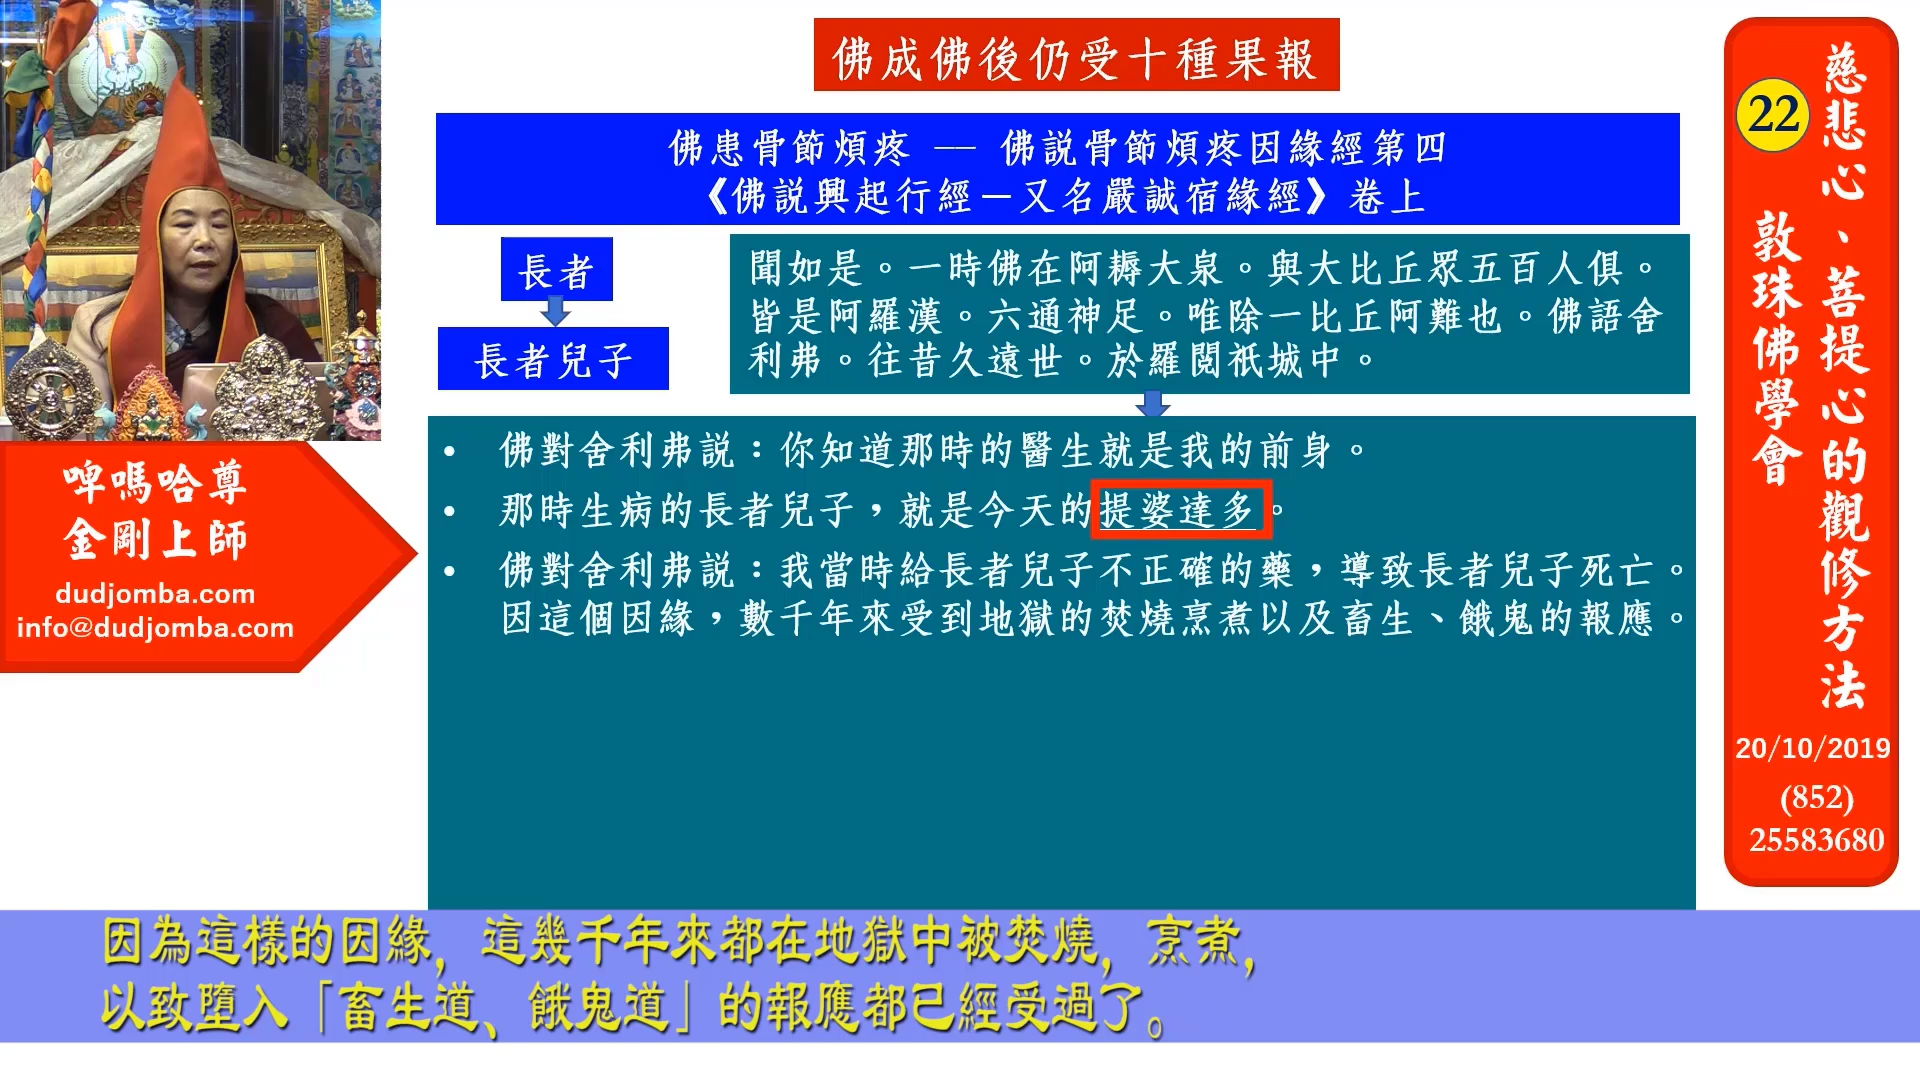 佛成佛後仍受十種果報
佛患骨節煩疼 –– 佛說骨節煩疼因緣經第四
《佛說興起行經－又名嚴誡宿緣經》卷上
長者
長者兒子
聞如是。一時佛在阿耨大泉。與大比丘眾五百人俱。
皆是阿羅漢。六通神足。唯除一比丘阿難也。佛語舍
利弗。往昔久遠世。於羅閱祇城中。
• 佛對舍利弗說：你知道那時的醫生就是我的前身。
• 那時生病的長者兒子，就是今天的提婆達多。
• 佛對舍利弗說：我當時給長者兒子不正確的藥，導致長者兒子死亡。
因這個因緣，數千年來受到地獄的焚燒烹煮以及畜生、餓鬼的報應。
啤嗎哈尊
金剛上師
dudjomba.com
info@dudjomba.com
22
慈悲心、菩提心的觀修方法
敦珠佛學會
20/10/2019
(852)
25583680
因為這樣的因緣，這幾千年來都在地獄中被焚燒，烹煮，
以致墮入「畜生道、餓鬼道」的報應都已經受過了。